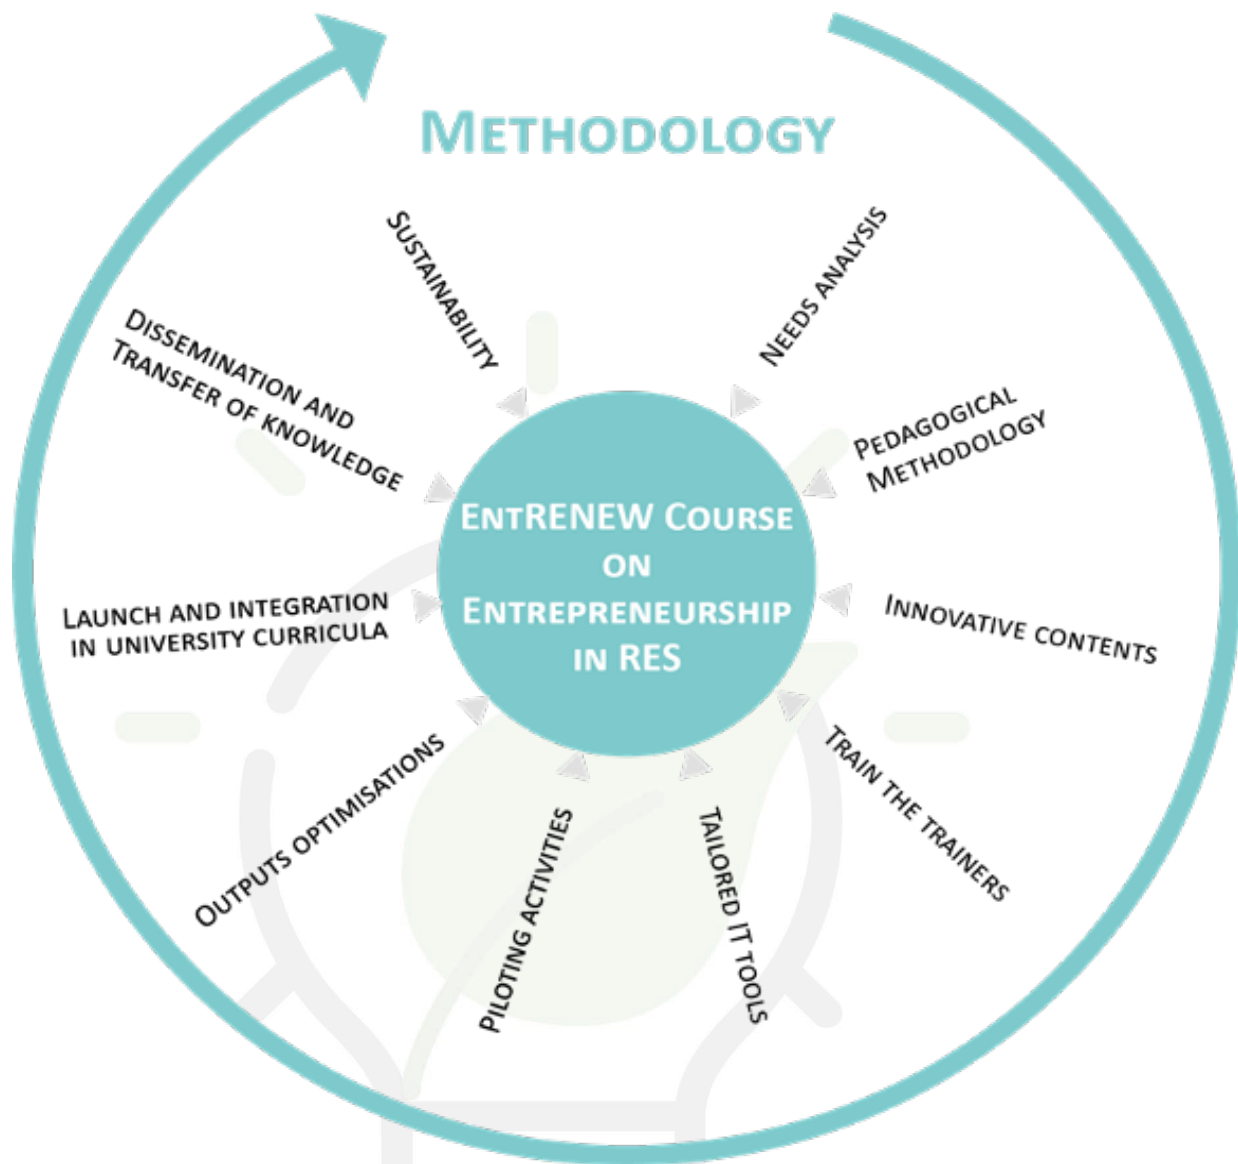 Methodology
Needs analysis
Pedagogical
Methodology
Innovative contents
Train the trainers
Tailored IT tools
Piloting activities
Outputs optimisations
Launch and integration
in university curricula
Dissemination and
Transfer of knowledge
Sustainability
EntRENEW Course
on
Entrepreneurship
in RES